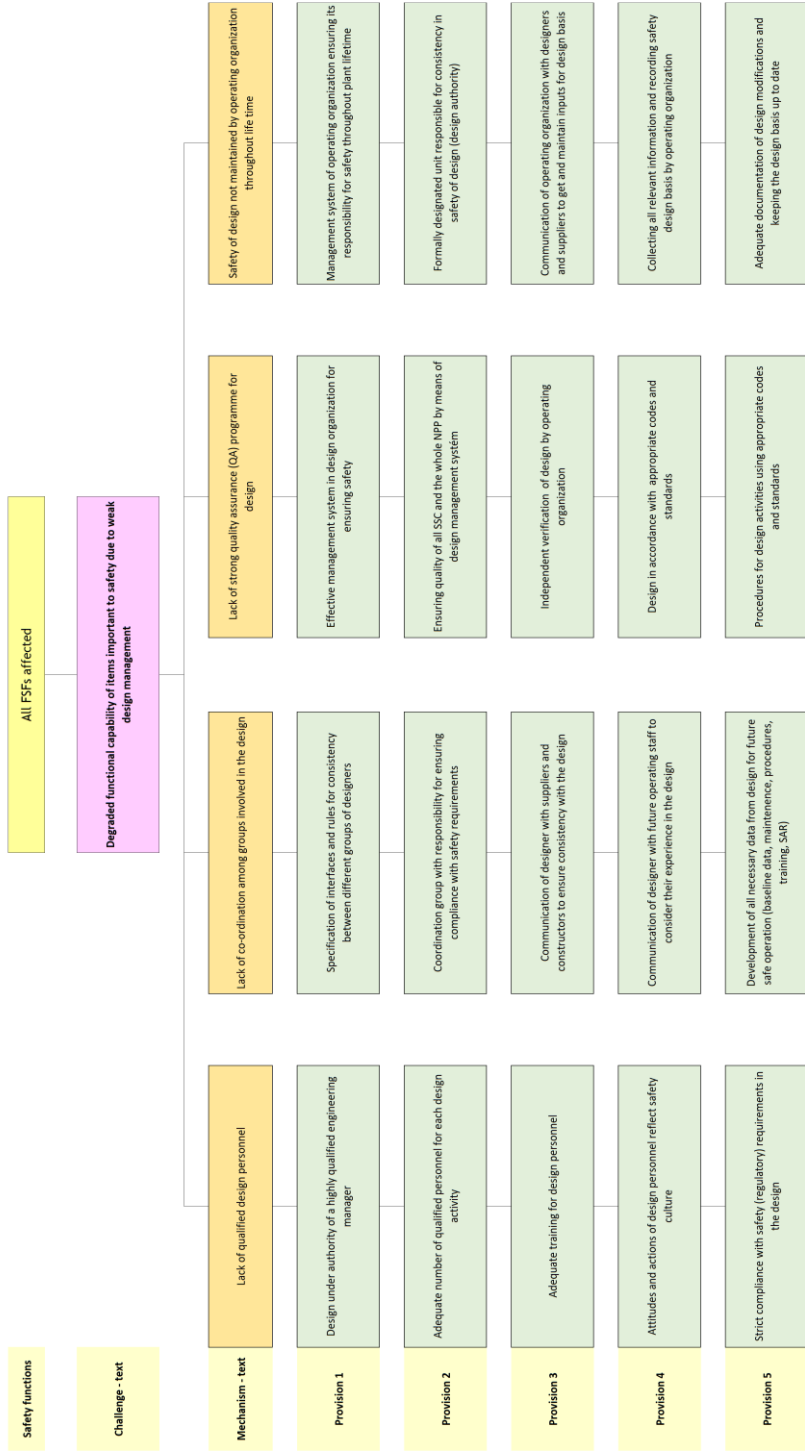 Safety functions
All FSFs affected
Challenge - text
Degraded functional capability of items important to safety due to weak
design management
Mechanism - text
Lack of qualified design personnel
Lack of co-ordination among groups involved in the design
Lack of strong quality assurance (QA) programme for
design
Safety of design not maintained by operating organization
throughout life time
Provision 1
Design under authority of a highly qualified engineering
manager
Specification of interfaces and rules for consistency
between different groups of designers
Effective management system in design organization for
ensuring safety
Management system of operating organization ensuring its
responsibility for safety throughout plant lifetime
Provision 2
Adequate number of qualified personnel for each design
activity
Coordination group with responsibility for ensuring
compliance with safety requirements
Ensuring quality of all SSC and the whole NPP by means of
design management systém
Formally designated unit responsible for consistency in
safety of design (design authority)
Provision 3
Adequate training for design personnel
Communication of designer with suppliers and
constructors to ensure consistency with the design
Independent verification of design by operating
organization
Communication of operating organization with designers
and suppliers to get and maintain inputs for design basis
Provision 4
Attitudes and actions of design personnel reflect safety
culture
Communication of designer with future operating staff to
consider their experience in the design
Design in accordance with appropriate codes and
standards
Collecting all relevant information and recording safety
design basis by operating organization
Provision 5
Strict compliance with safety (regulatory) requirements in
the design
Development of all necessary data from design for future
safe operation (baseline data, maintenence, procedures,
training, SAR)
Procedures for design activities using appropriate codes
and standards
Adequate documentation of design modifications and
keeping the design basis up to date